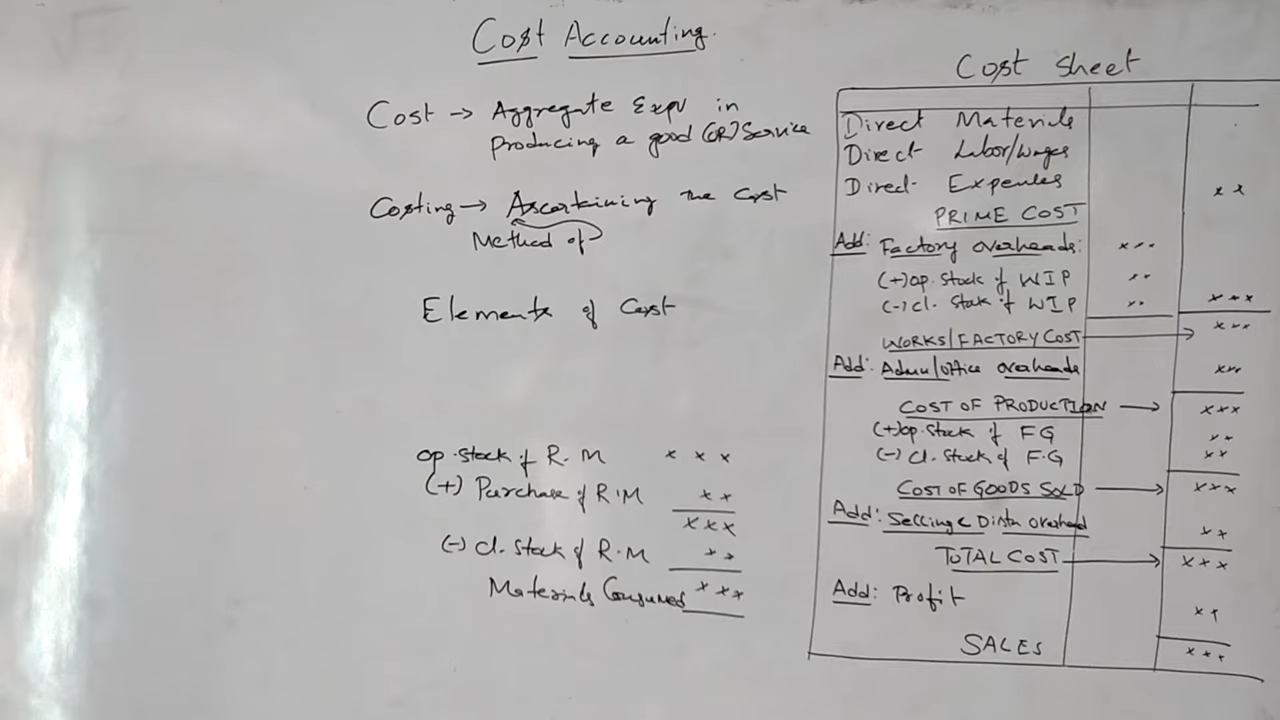 Cost Accounting.
Cost → Aggregate Expr in
Producing a good (OR) Service
Costing → Ascertaining the Cost
Method of
Elements of Cost
Op. Stock of R.M x x x
(+) Purchase of R.M x x
x x x
(-) Cl. Stock of R.M x x
Materials Consumed x x x
Cost Sheet
Direct Materials
Direct Labor/Wages
Direct Expenses x x
PRIME COST
Add: Factory overheads: x x x
(+) Op. Stock of WIP x x
(-) Cl. Stock of WIP x x x x x
WORKS/FACTORY COST → x x x
Add: Admn/office overheads x x x
COST OF PRODUCTION → x x x
(+) Op. Stock of FG x x
(-) Cl. Stock of F.G x x
COST OF GOODS SOLD → x x x
Add: Selling & Distn overhead x x
TOTAL COST → x x x
Add: Profit x x
SALES x x x